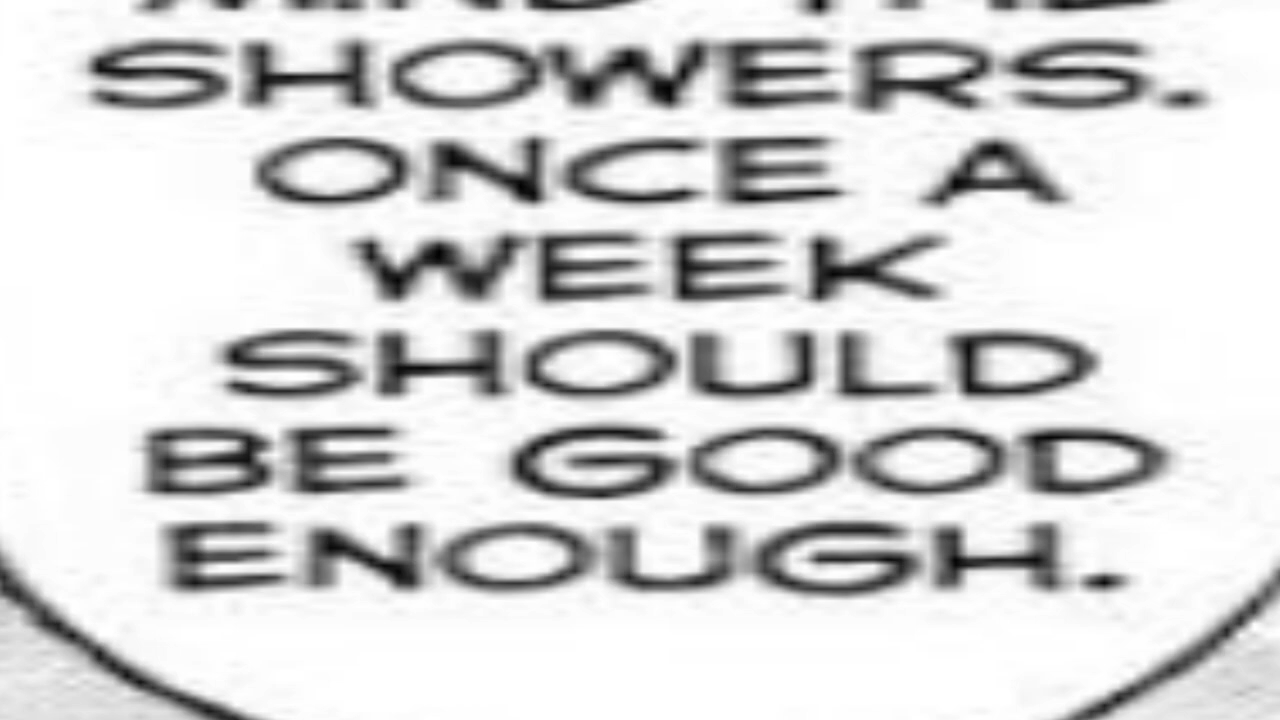 SHOWERS.
ONCE A
WEEK
SHOULD
BE GOOD
ENOUGH.